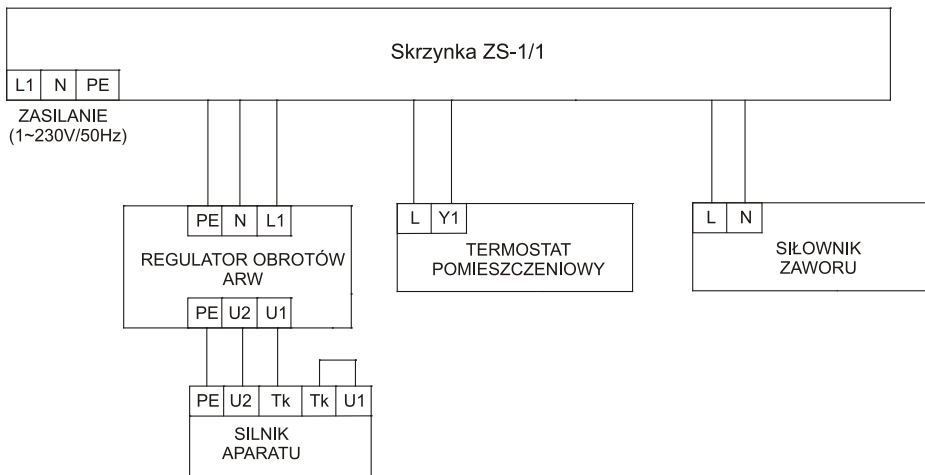 Skrzynka ZS-1/1
L1 N PE
ZASILANIE
(1~230V/50Hz)
PE N L1
REGULATOR OBROTÓW
ARW
PE U2 U1
L Y1
TERMOSTAT
POMIESZCZENIOWY
L N
SIŁOWNIK
ZAWORU
PE U2 Tk Tk U1
SILNIK
APARATU